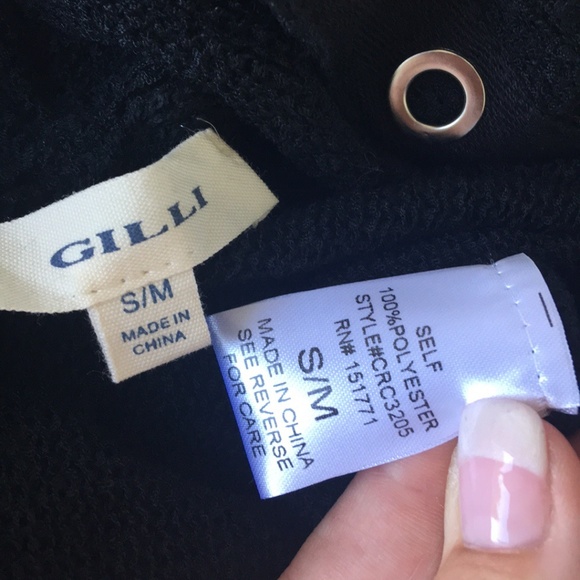 GILLI
S/M
MADE IN
CHINA
SELF
100%POLYESTER
STYLE#CRC3205
RN# 151771
S/M
MADE IN CHINA
SEE REVERSE
FOR CARE